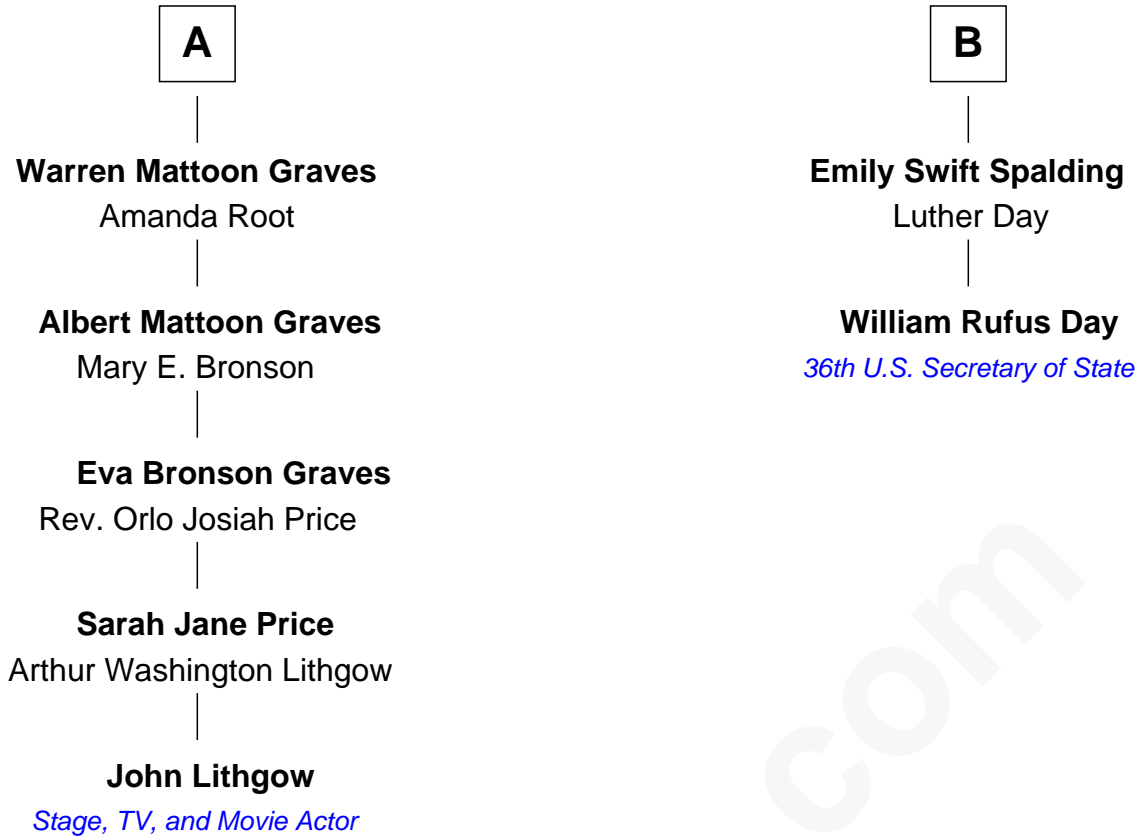 A
Warren Mattoon Graves
Amanda Root
Albert Mattoon Graves
Mary E. Bronson
Eva Bronson Graves
Rev. Orlo Josiah Price
Sarah Jane Price
Arthur Washington Lithgow
John Lithgow
Stage, TV, and Movie Actor
B
Emily Swift Spalding
Luther Day
William Rufus Day
36th U.S. Secretary of State
com